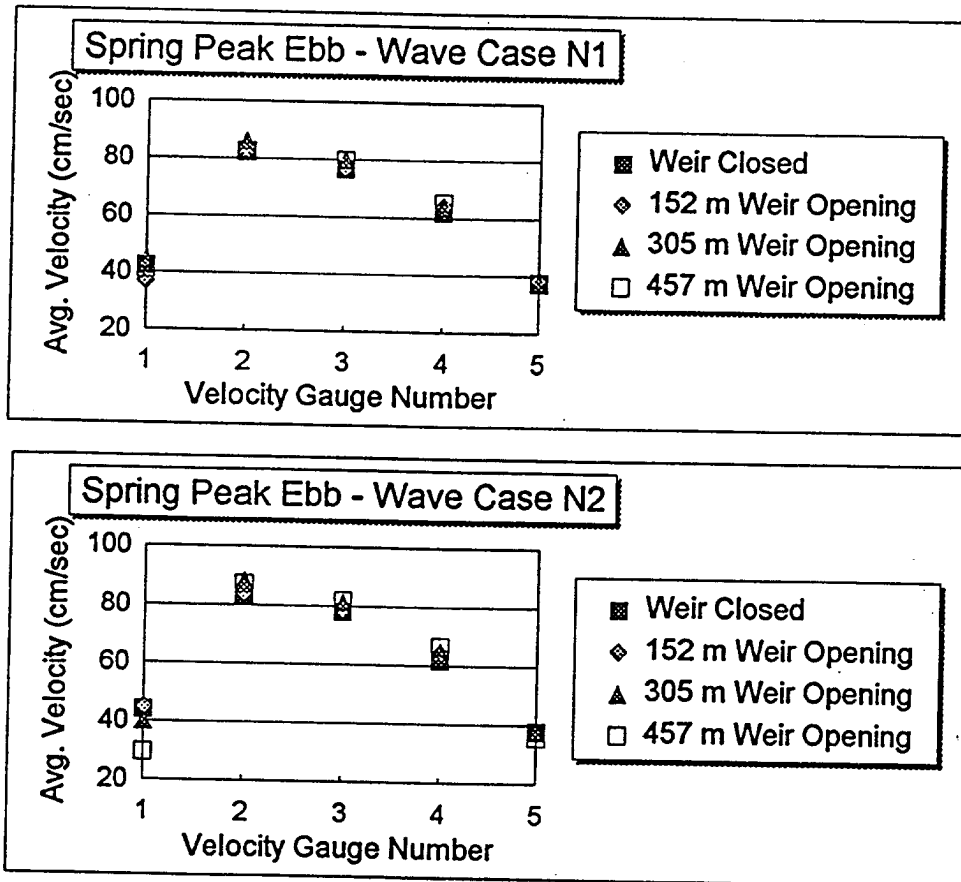 Spring Peak Ebb - Wave Case N1
Avg. Velocity (cm/sec)
100
80
60
40
20
1 2 3 4 5
Velocity Gauge Number
Weir Closed
152 m Weir Opening
305 m Weir Opening
457 m Weir Opening
Spring Peak Ebb - Wave Case N2
Avg. Velocity (cm/sec)
100
80
60
40
20
1 2 3 4 5
Velocity Gauge Number
Weir Closed
152 m Weir Opening
305 m Weir Opening
457 m Weir Opening